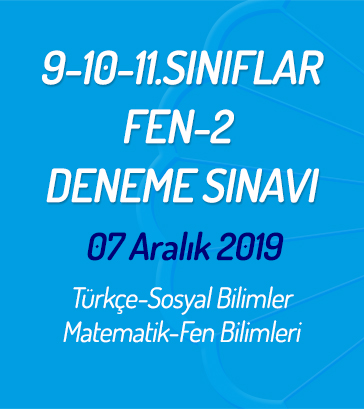 9-10-11.SINIFLAR
FEN-2
DENEME SINAVI
07 Aralık 2019
Türkçe-Sosyal Bilimler
Matematik-Fen Bilimleri